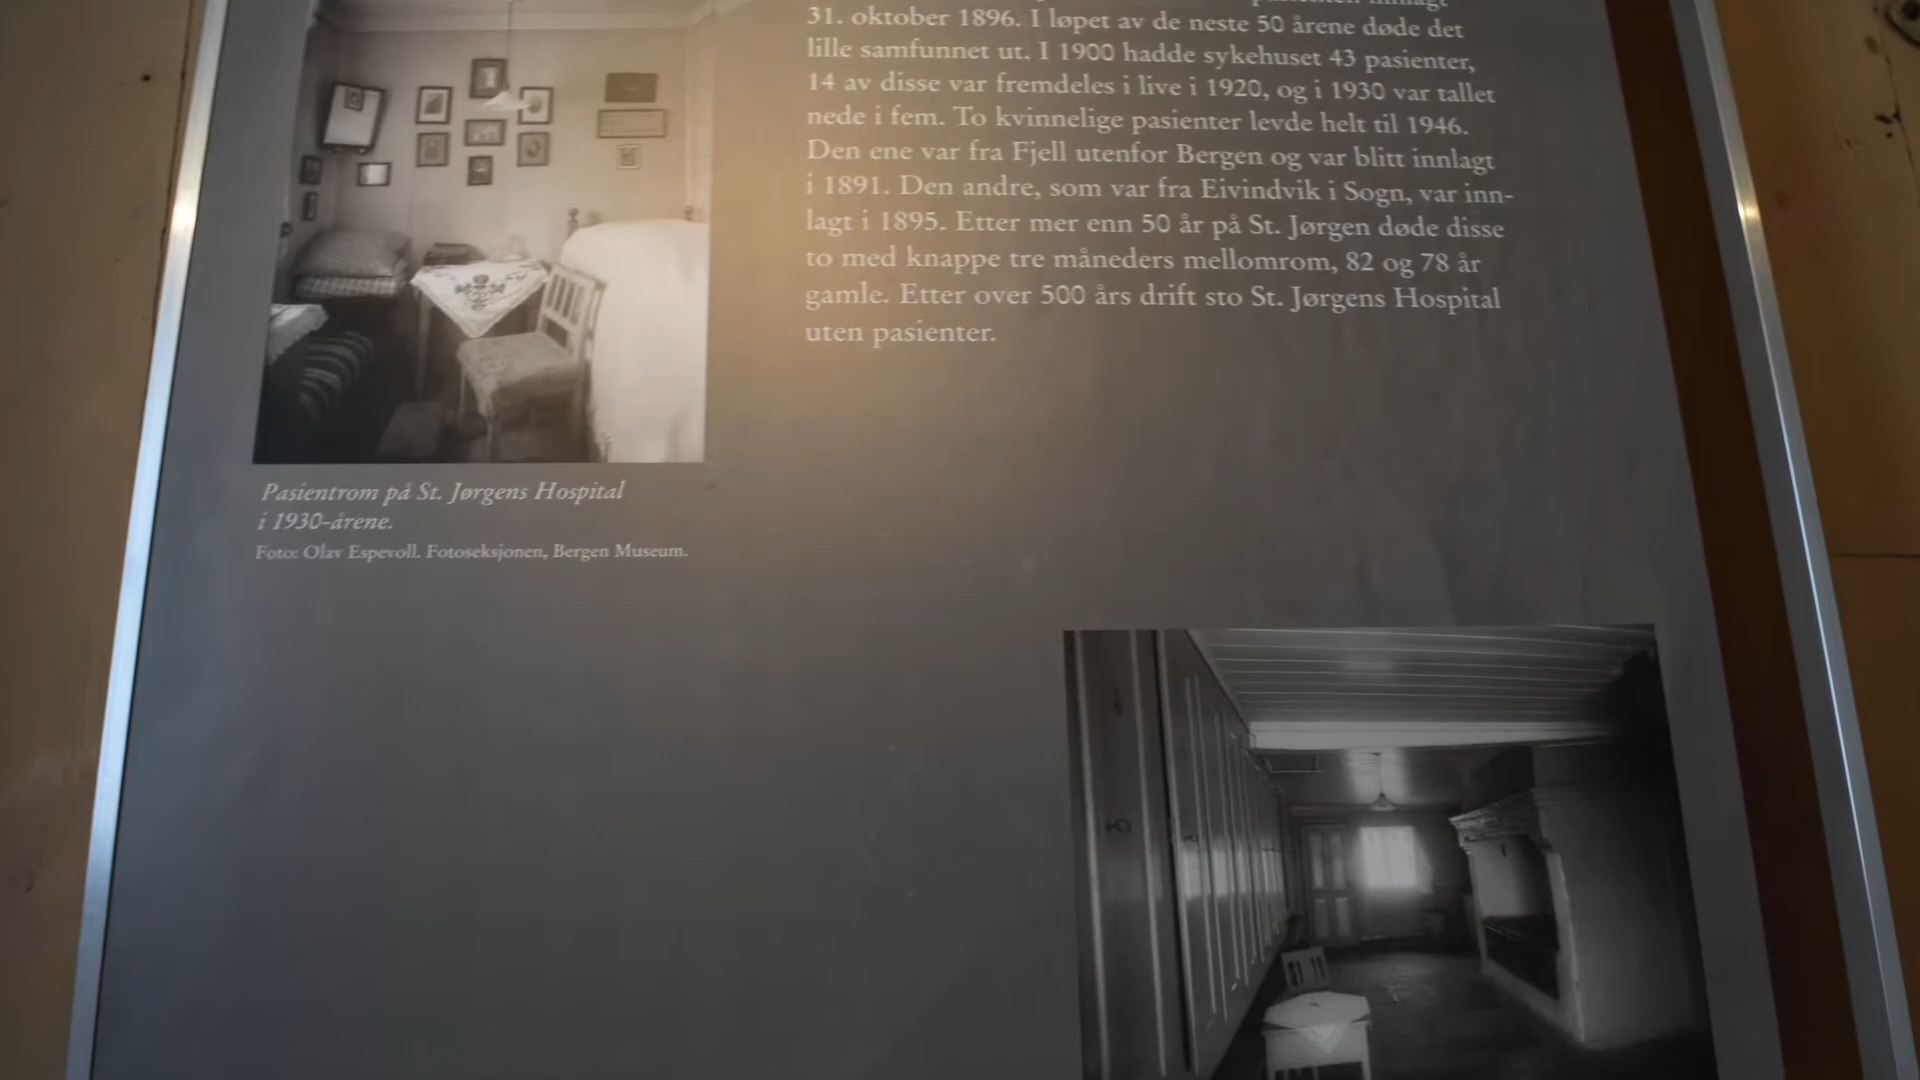 31. oktober 1896. I løpet av de neste 50 årene døde det
lille samfunnet ut. I 1900 hadde sykehuset 43 pasienter,
14 av disse var fremdeles i live i 1920, og i 1930 var tallet
nede i fem. To kvinnelige pasienter levde helt til 1946.
Den ene var fra Fjell utenfor Bergen og var blitt innlagt
i 1891. Den andre, som var fra Eivindvik i Sogn, var inn-
lagt i 1895. Etter mer enn 50 år på St. Jørgen døde disse
to med knappe tre måneders mellomrom, 82 og 78 år
gamle. Etter over 500 års drift sto St. Jørgens Hospital
uten pasienter.
Pasientrom på St. Jørgens Hospital
i 1930-årene.
Foto: Olav Espevoll. Fotoseksjonen, Bergen Museum.